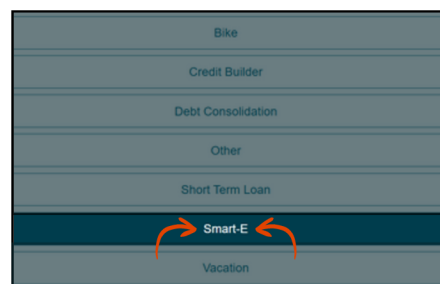 Bike
Credit Builder
Debt Consolidation
Other
Short Term Loan
Smart-E
Vacation